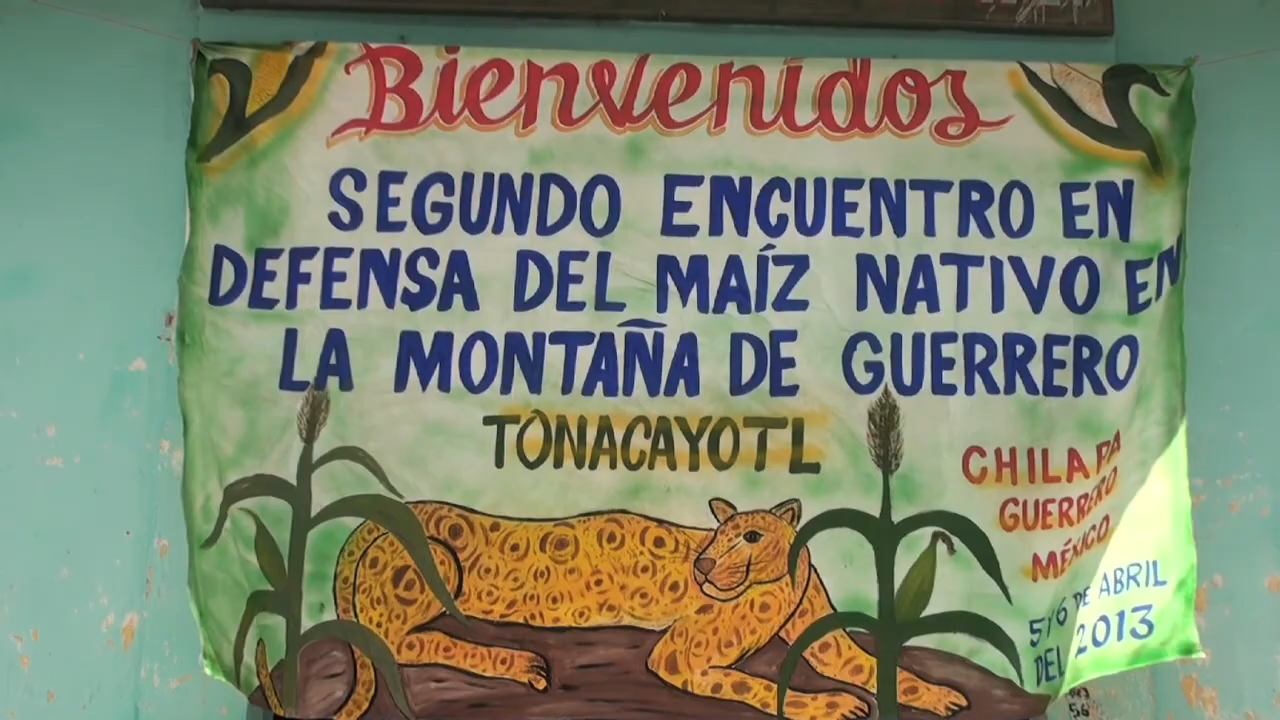 Bienvenidos
SEGUNDO ENCUENTRO EN
DEFENSA DEL MAÍZ NATIVO EN
LA MONTAÑA DE GUERRERO
TONACAYOTL
CHILAPA
GUERRERO
MÉXICO
5 Y 6 DE ABRIL
DEL 2013